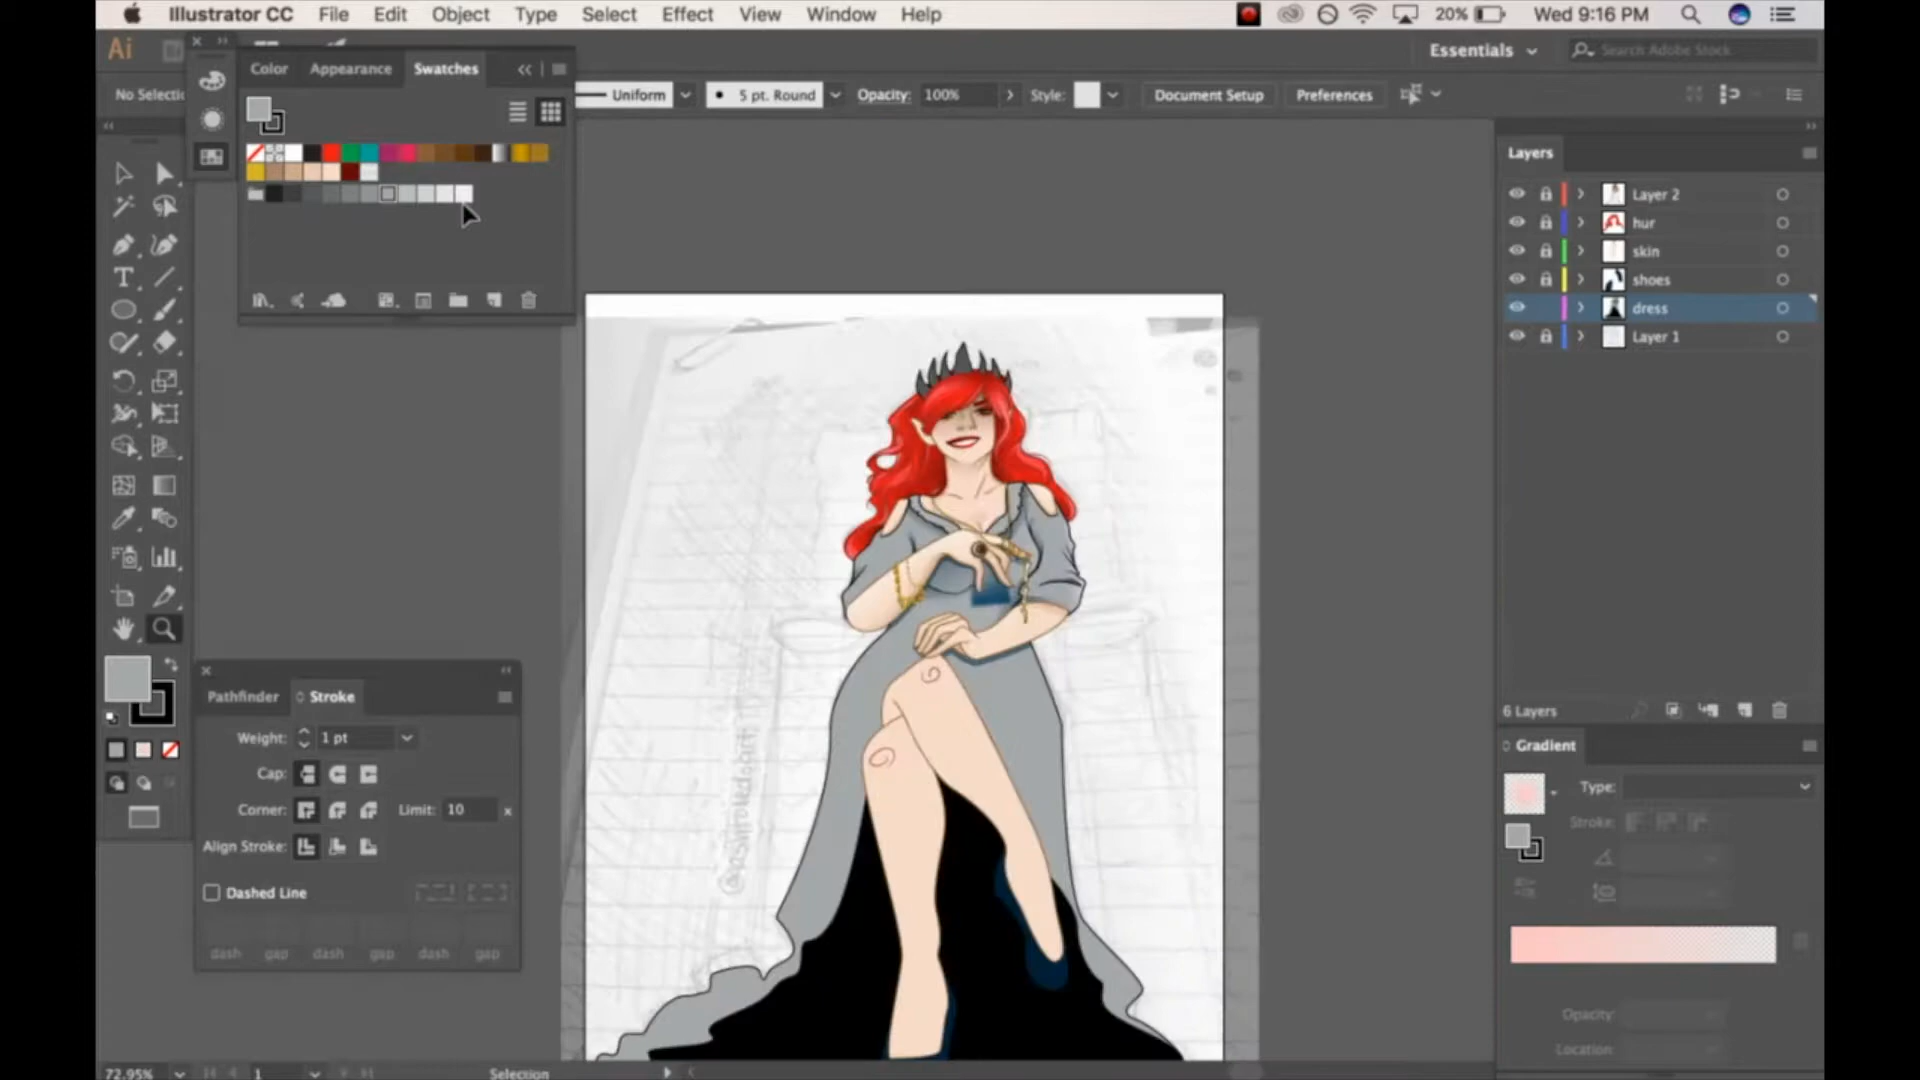 Illustrator CC File Edit Object Type Select Effect View Window Help 20% Wed 9:16 PM
Ai Essentials Search Adobe Stock
Color Appearance Swatches
No Selectio Uniform 5 pt. Round Opacity: 100% Style: Document Setup Preferences
Layers
Layer 2
hur
skin
shoes
dress
Layer 1
T
6 Layers
Pathfinder Stroke
Weight: 1 pt
Cap:
Corner: Limit: 10 x
Align Stroke:
Dashed Line
dash gap dash gap dash gap
Gradient
Type:
Stroke:
Opacity:
Location:
72.95% 1 Selection